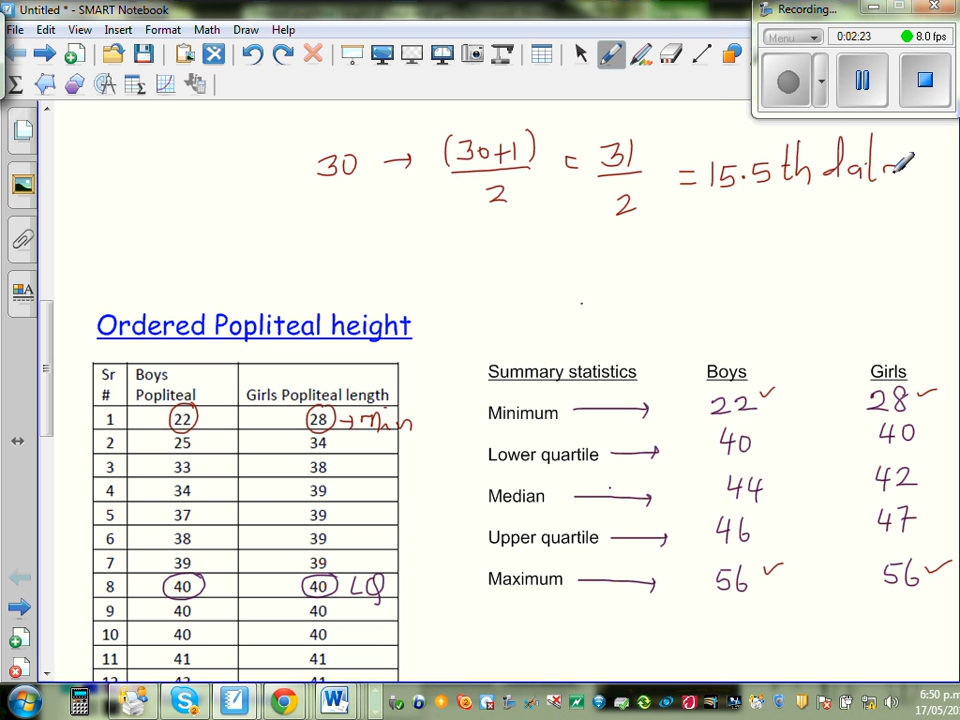 Untitled * - SMART Notebook
Recording...
File Edit View Insert Format Math Draw Help
Menu
0:02:23
8.0 fps
30 → (30+1)/2 = 31/2 = 15.5 th data
Ordered Popliteal height
Sr # Boys Popliteal Girls Popliteal length
1 22 28 → Min
2 25 34
3 33 38
4 34 39
5 37 39
6 38 39
7 39 39
8 40 40 LQ
9 40 40
10 40 40
11 41 41
Summary statistics Boys Girls
Minimum → 22 ✓ 28 ✓
Lower quartile → 40 40
Median → 44 42
Upper quartile → 46 47
Maximum → 56 ✓ 56 ✓
6:50 p.m
17/05/20